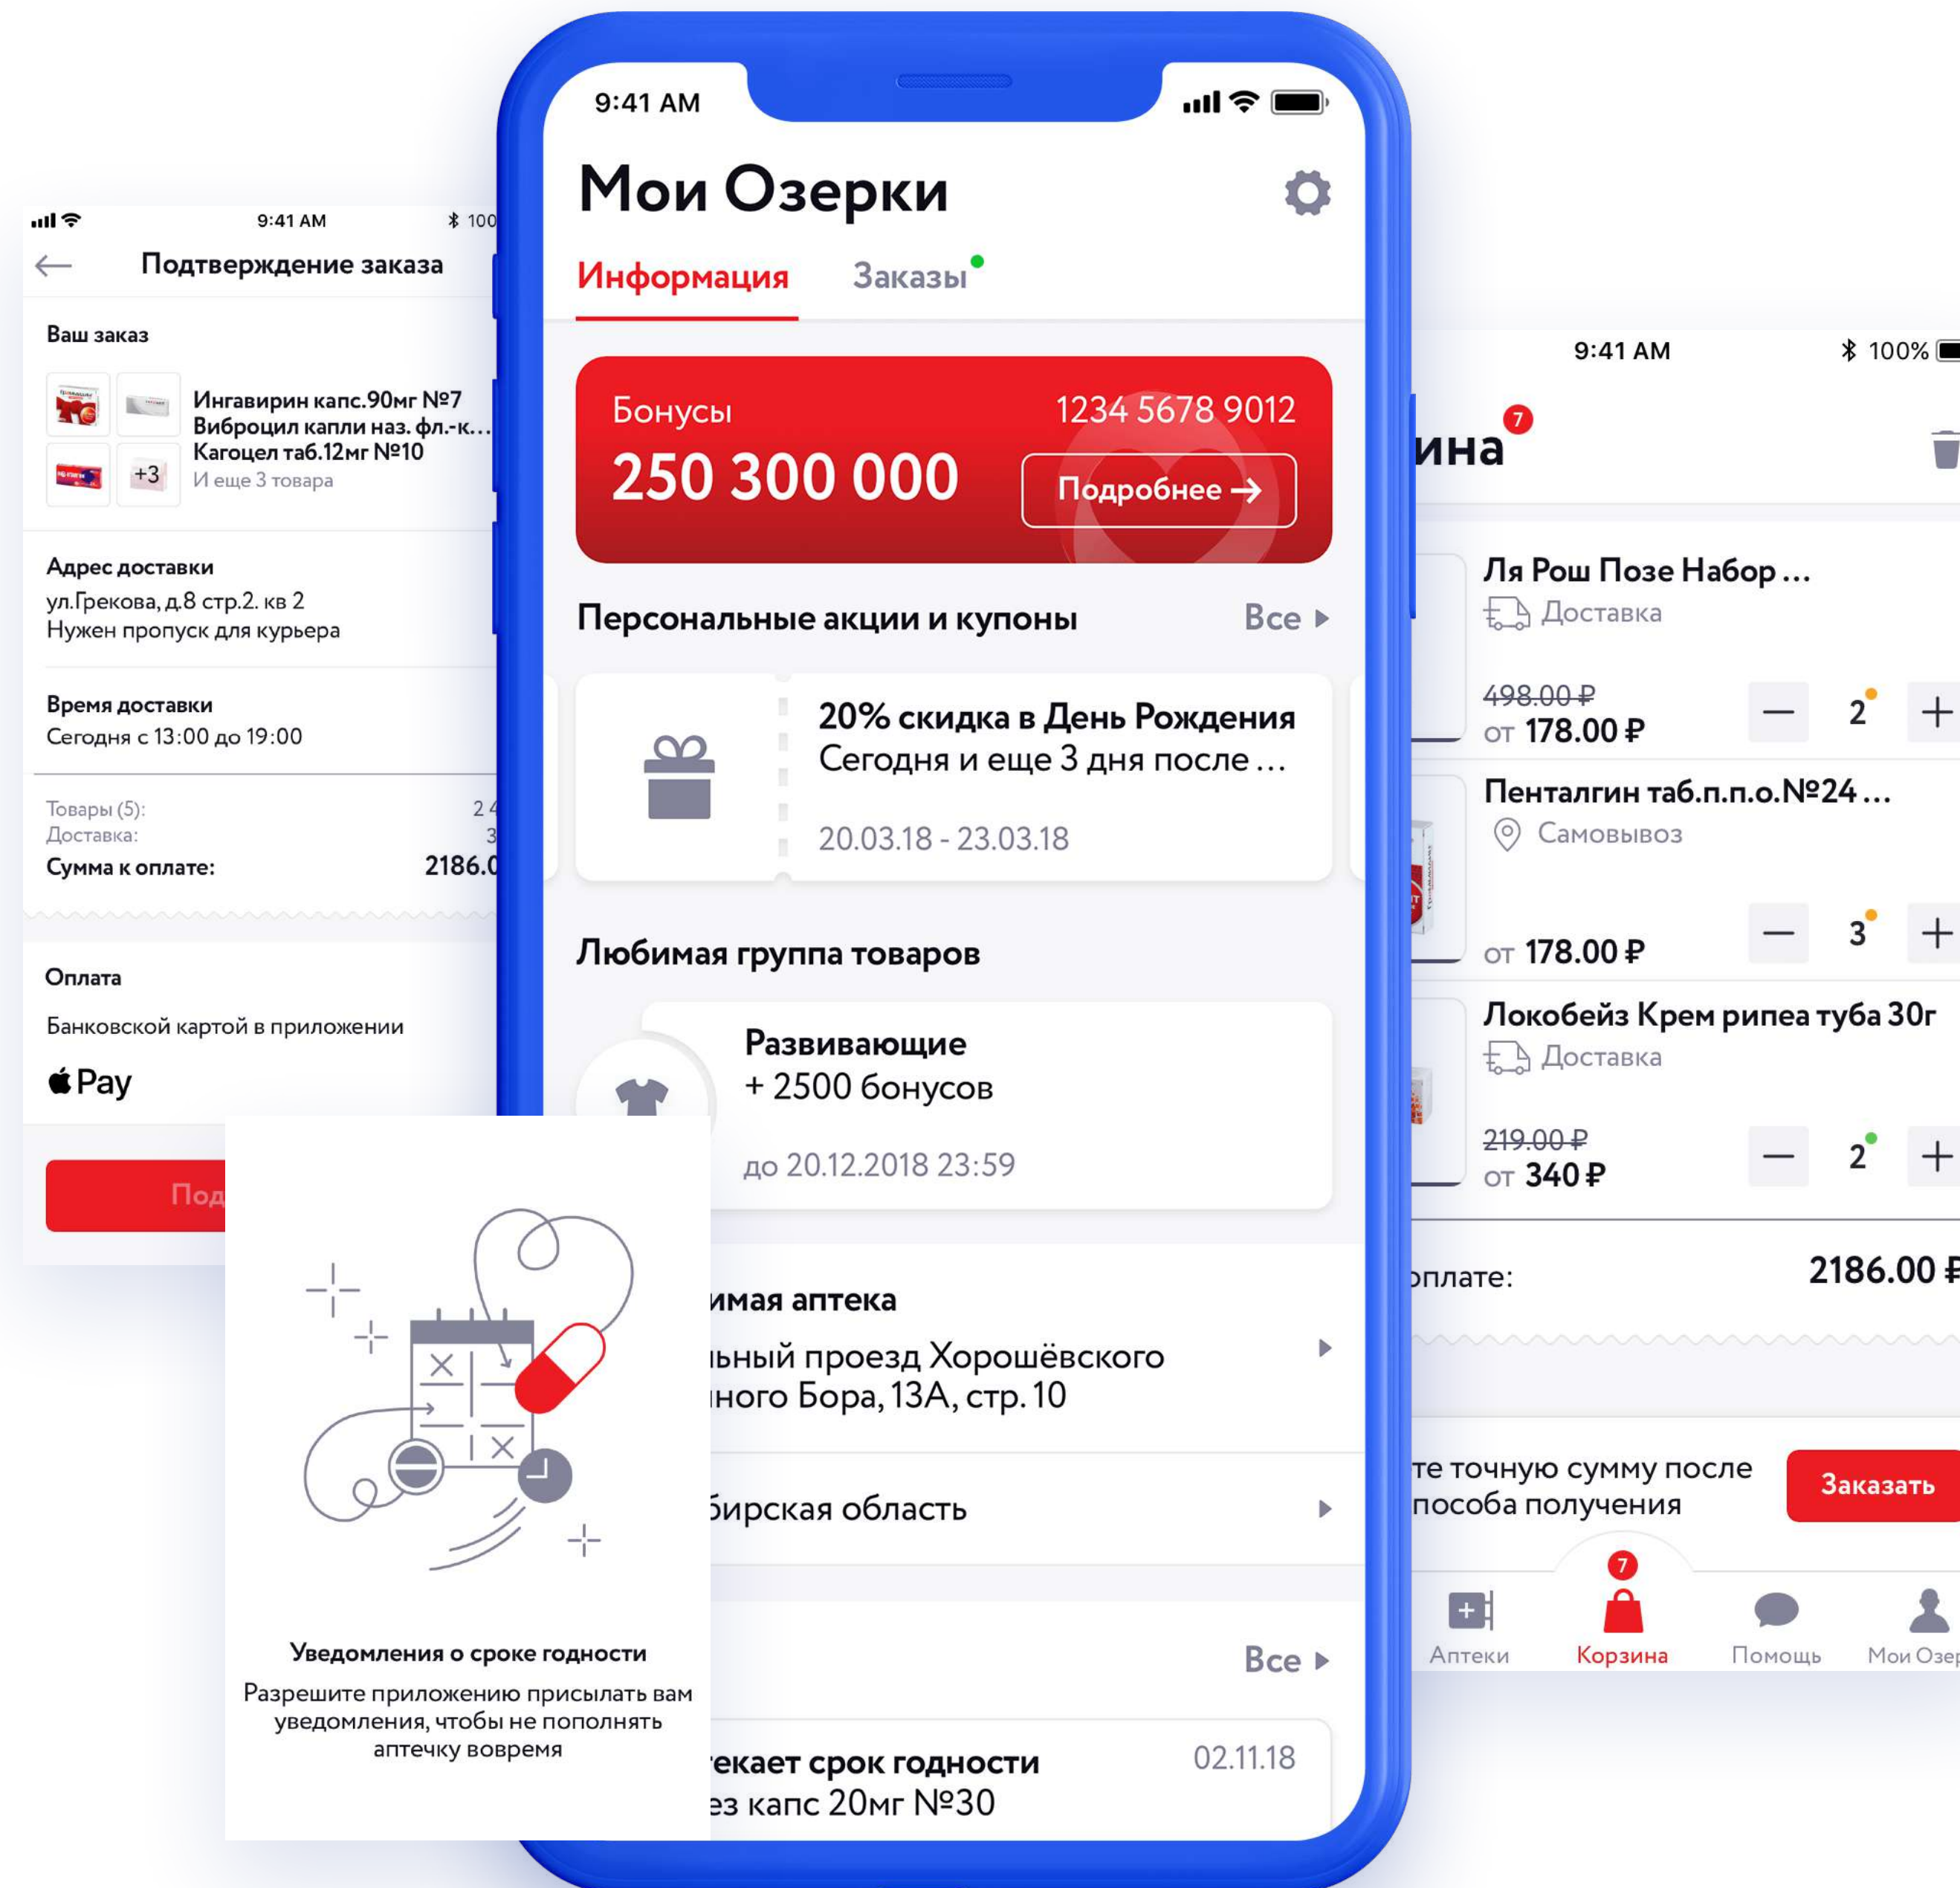 9:41 AM
100
Подтверждение заказа
Ваш заказ
Ингавирин капс.90мг №7
Виброцил капли наз. фл.-к...
Кагоцел таб.12мг №10
+3
И еще 3 товара
Адрес доставки
ул.Грекова, д.8 стр.2. кв 2
Нужен пропуск для курьера
Время доставки
Сегодня с 13:00 до 19:00
Товары (5): 2 4
Доставка: 3
Сумма к оплате: 2186.0
Оплата
Банковской картой в приложении
Pay
Под
Уведомления о сроке годности
Разрешите приложению присылать вам
уведомления, чтобы не пополнять
аптечку вовремя
9:41 AM
Мои Озерки
Информация Заказы
Бонусы 1234 5678 9012
250 300 000 Подробнее →
Персональные акции и купоны Все
20% скидка в День Рождения
Сегодня и еще 3 дня после ...
20.03.18 - 23.03.18
Любимая группа товаров
Развивающие
+ 2500 бонусов
до 20.12.2018 23:59
имая аптека
ьный проезд Хорошёвского
ного Бора, 13А, стр. 10
бирская область
Все
екает срок годности 02.11.18
ез капс 20мг №30
9:41 AM 100%
ина 7
Ля Рош Позе Набор ...
Доставка
498.00 ₽
от 178.00 ₽ — 2 +
Пенталгин таб.п.п.о.№24 ...
Самовывоз
от 178.00 ₽ — 3 +
Локобейз Крем рипеа туба 30г
Доставка
219.00 ₽
от 340 ₽ — 2 +
оплате: 2186.00 ₽
те точную сумму после
пособа получения
Заказать
7
Аптеки Корзина Помощь Мои Озер